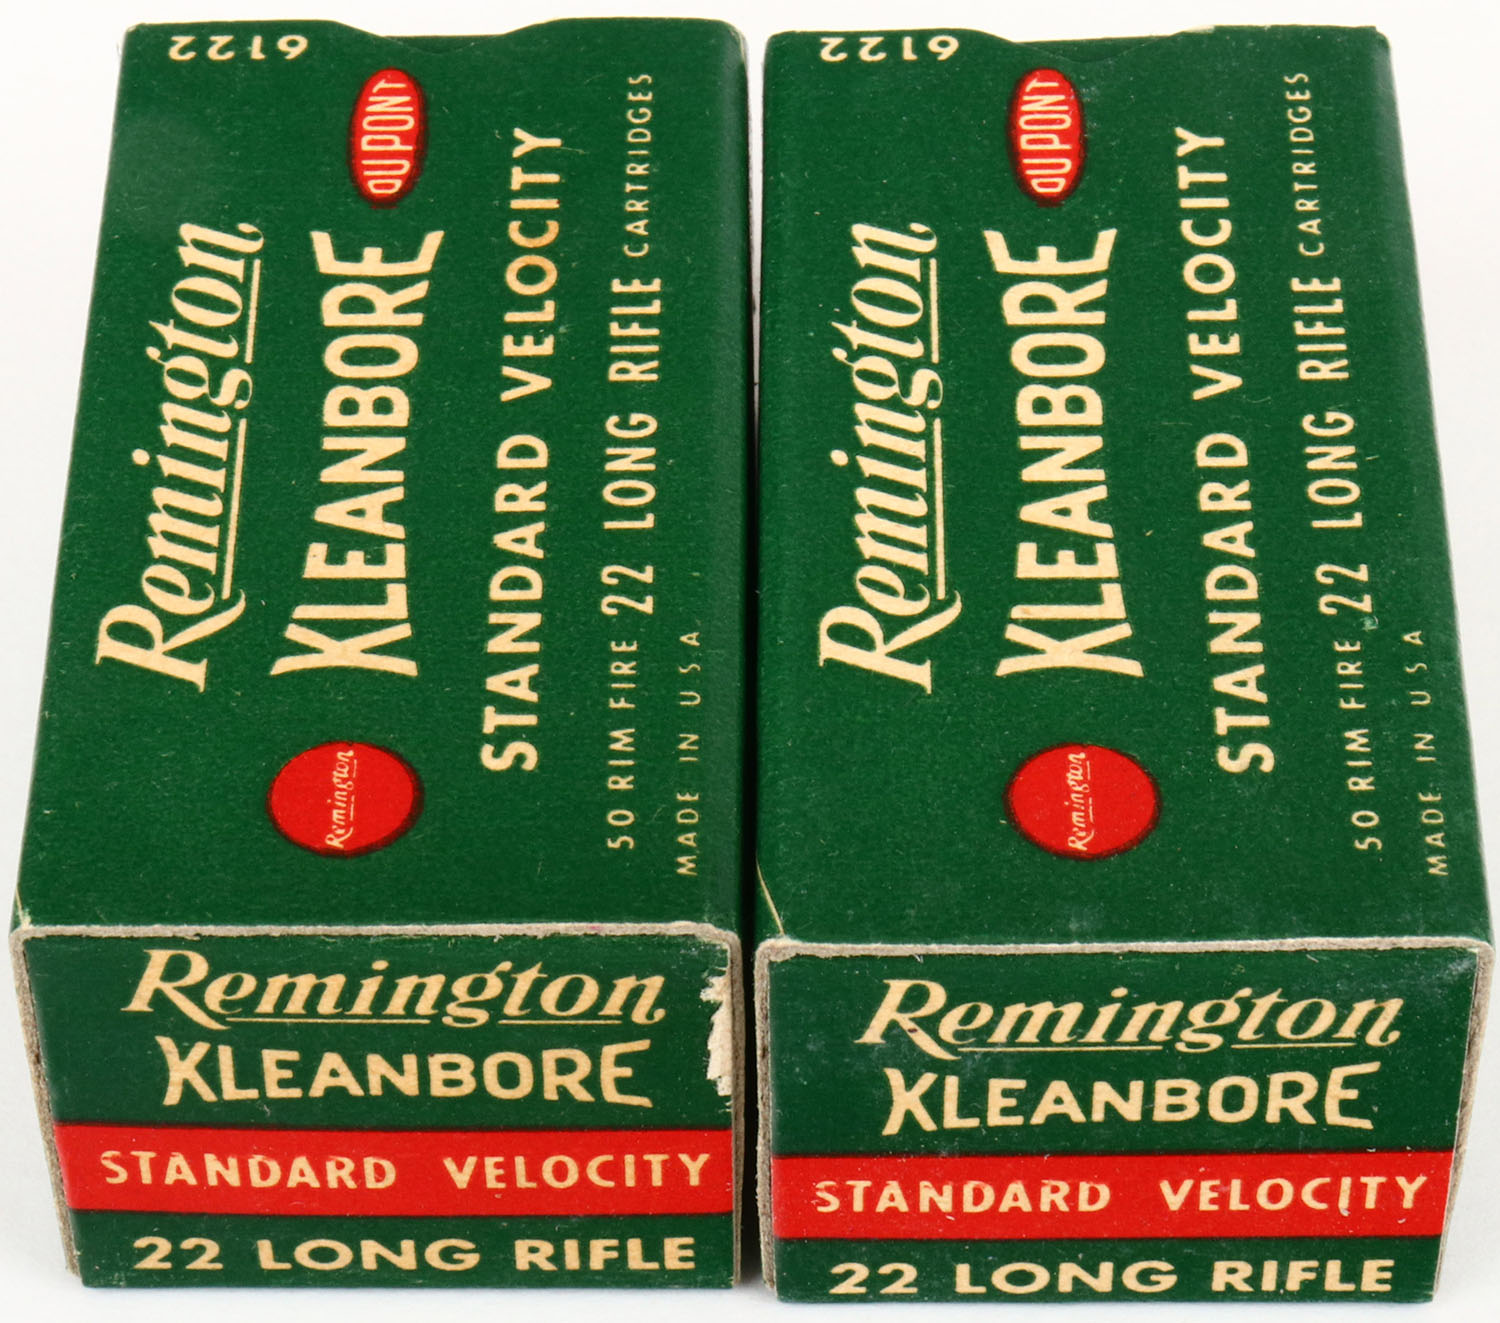 6122
DUPONT
Remington
KLEANBORE
STANDARD VELOCITY
50 RIM FIRE 22 LONG RIFLE CARTRIDGES
MADE IN U.S.A.
Remington
Remington
KLEANBORE
STANDARD VELOCITY
22 LONG RIFLE
6122
DUPONT
Remington
KLEANBORE
STANDARD VELOCITY
50 RIM FIRE 22 LONG RIFLE CARTRIDGES
MADE IN U.S.A
Remington
Remington
KLEANBORE
STANDARD VELOCITY
22 LONG RIFLE